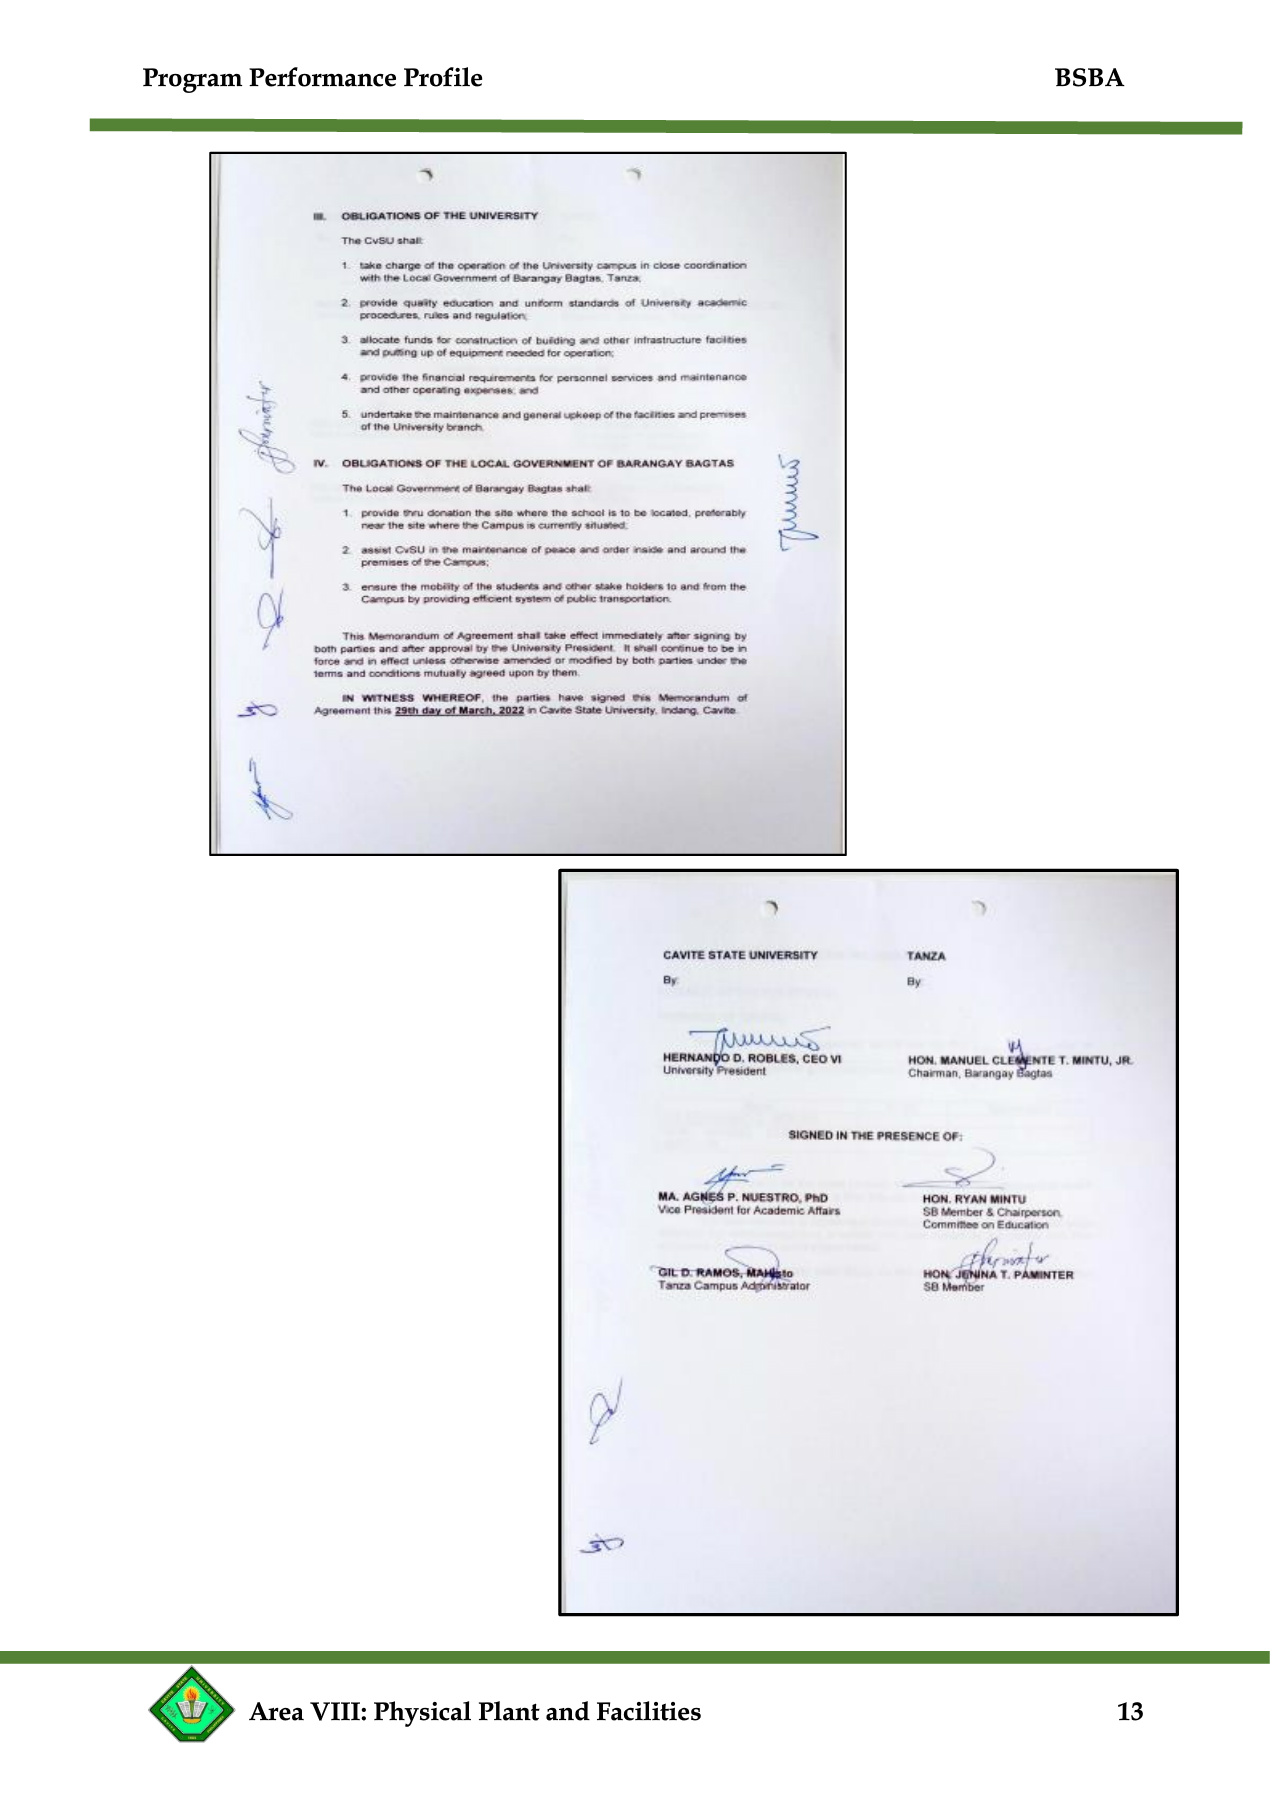 Program Performance Profile BSBA
III. OBLIGATIONS OF THE UNIVERSITY
The CvSU shall:
1. take charge of the operation of the University campus in close coordination
with the Local Government of Barangay Bagtas, Tanza;
2. provide quality education and uniform standards of University academic
procedures, rules and regulation;
3. allocate funds for construction of building and other infrastructure facilities
and putting up of equipment needed for operation;
4. provide the financial requirements for personnel services and maintenance
and other operating expenses; and
5. undertake the maintenance and general upkeep of the facilities and premises
of the University branch.
IV. OBLIGATIONS OF THE LOCAL GOVERNMENT OF BARANGAY BAGTAS
The Local Government of Barangay Bagtas shall:
1. provide thru donation the site where the school is to be located, preferably
near the site where the Campus is currently situated;
2. assist CvSU in the maintenance of peace and order inside and around the
premises of the Campus;
3. ensure the mobility of the students and other stake holders to and from the
Campus by providing efficient system of public transportation.
This Memorandum of Agreement shall take effect immediately after signing by
both parties and after approval by the University President. It shall continue to be in
force and in effect unless otherwise amended or modified by both parties under the
terms and conditions mutually agreed upon by them.
IN WITNESS WHEREOF, the parties have signed this Memorandum of
Agreement this 29th day of March, 2022 in Cavite State University, Indang, Cavite.
CAVITE STATE UNIVERSITY TANZA
By: By:
HERNANDO D. ROBLES, CEO VI HON. MANUEL CLEMENTE T. MINTU, JR.
University President Chairman, Barangay Bagtas
SIGNED IN THE PRESENCE OF:
MA. AGNES P. NUESTRO, PhD HON. RYAN MINTU
Vice President for Academic Affairs SB Member & Chairperson,
Committee on Education
GIL D. RAMOS, MAHisto HON. JENINA T. PAMINTER
Tanza Campus Administrator SB Member
Area VIII: Physical Plant and Facilities 13